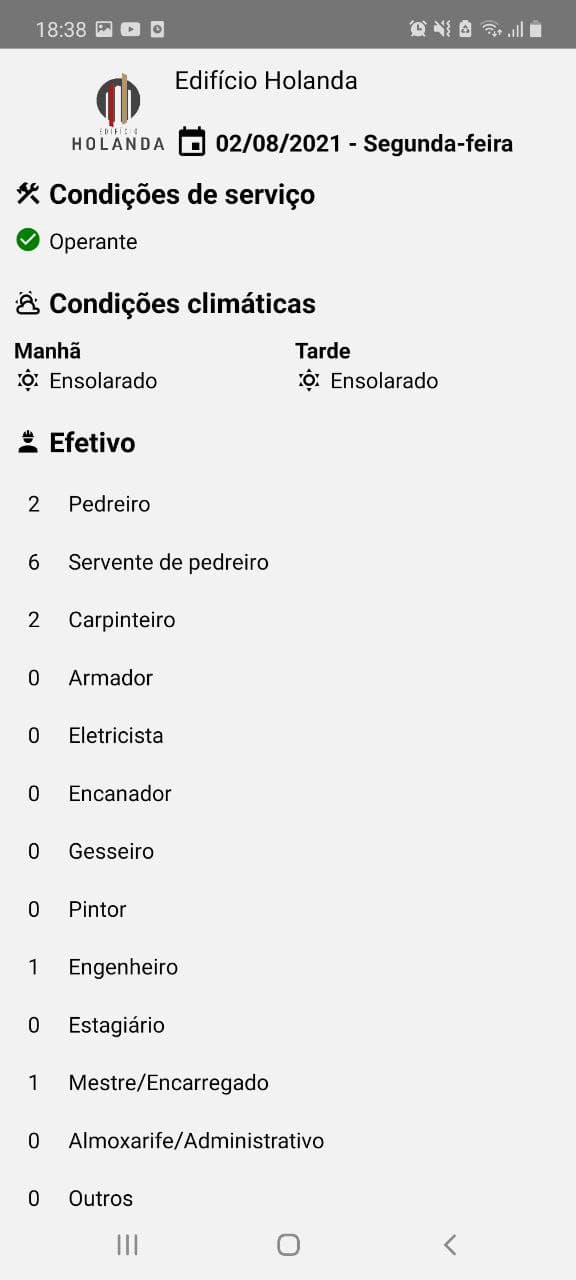 18:38
Edifício Holanda
EDIFÍCIO
HOLANDA
02/08/2021 - Segunda-feira
Condições de serviço
Operante
Condições climáticas
Manhã Tarde
Ensolarado Ensolarado
Efetivo
2 Pedreiro
6 Servente de pedreiro
2 Carpinteiro
0 Armador
0 Eletricista
0 Encanador
0 Gesseiro
0 Pintor
1 Engenheiro
0 Estagiário
1 Mestre/Encarregado
0 Almoxarife/Administrativo
0 Outros